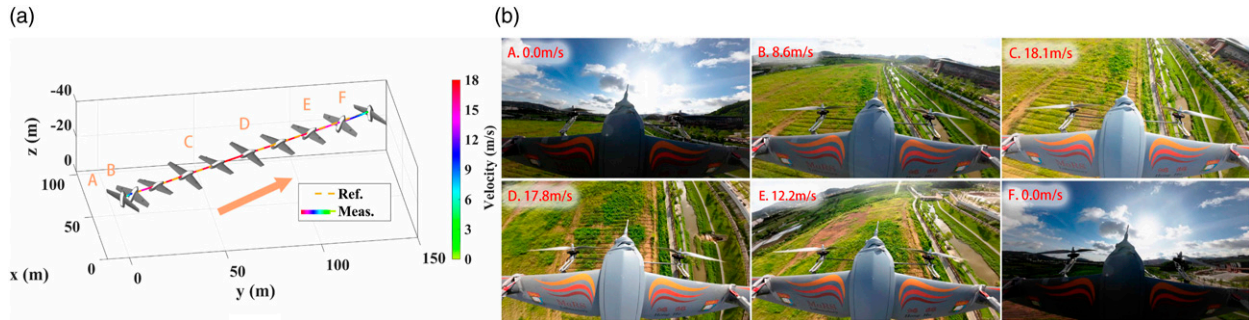 (a)
-40
-20
0
z (m)
100
50
0
x (m)
0
50
100
150
y (m)
A
B
C
D
E
F
Ref.
Meas.
18
15
12
9
6
3
0
Velocity (m/s)
(b)
A. 0.0m/s
B. 8.6m/s
C. 18.1m/s
D. 17.8m/s
E. 12.2m/s
F. 0.0m/s